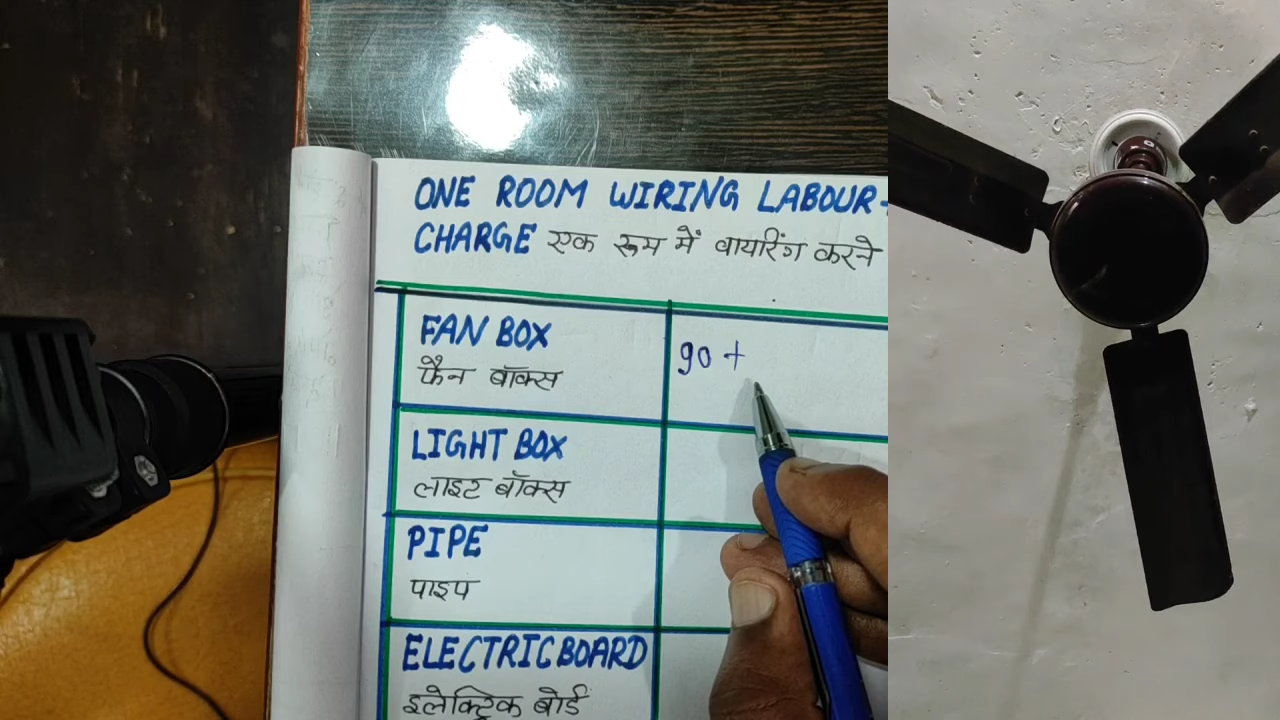 ONE ROOM WIRING LABOUR-
CHARGE एक रूम में वायरिंग करने
FAN BOX
फैन बॉक्स
90 +
LIGHT BOX
लाइट बॉक्स
PIPE
पाइप
ELECTRIC BOARD
इलेक्ट्रिक बोर्ड